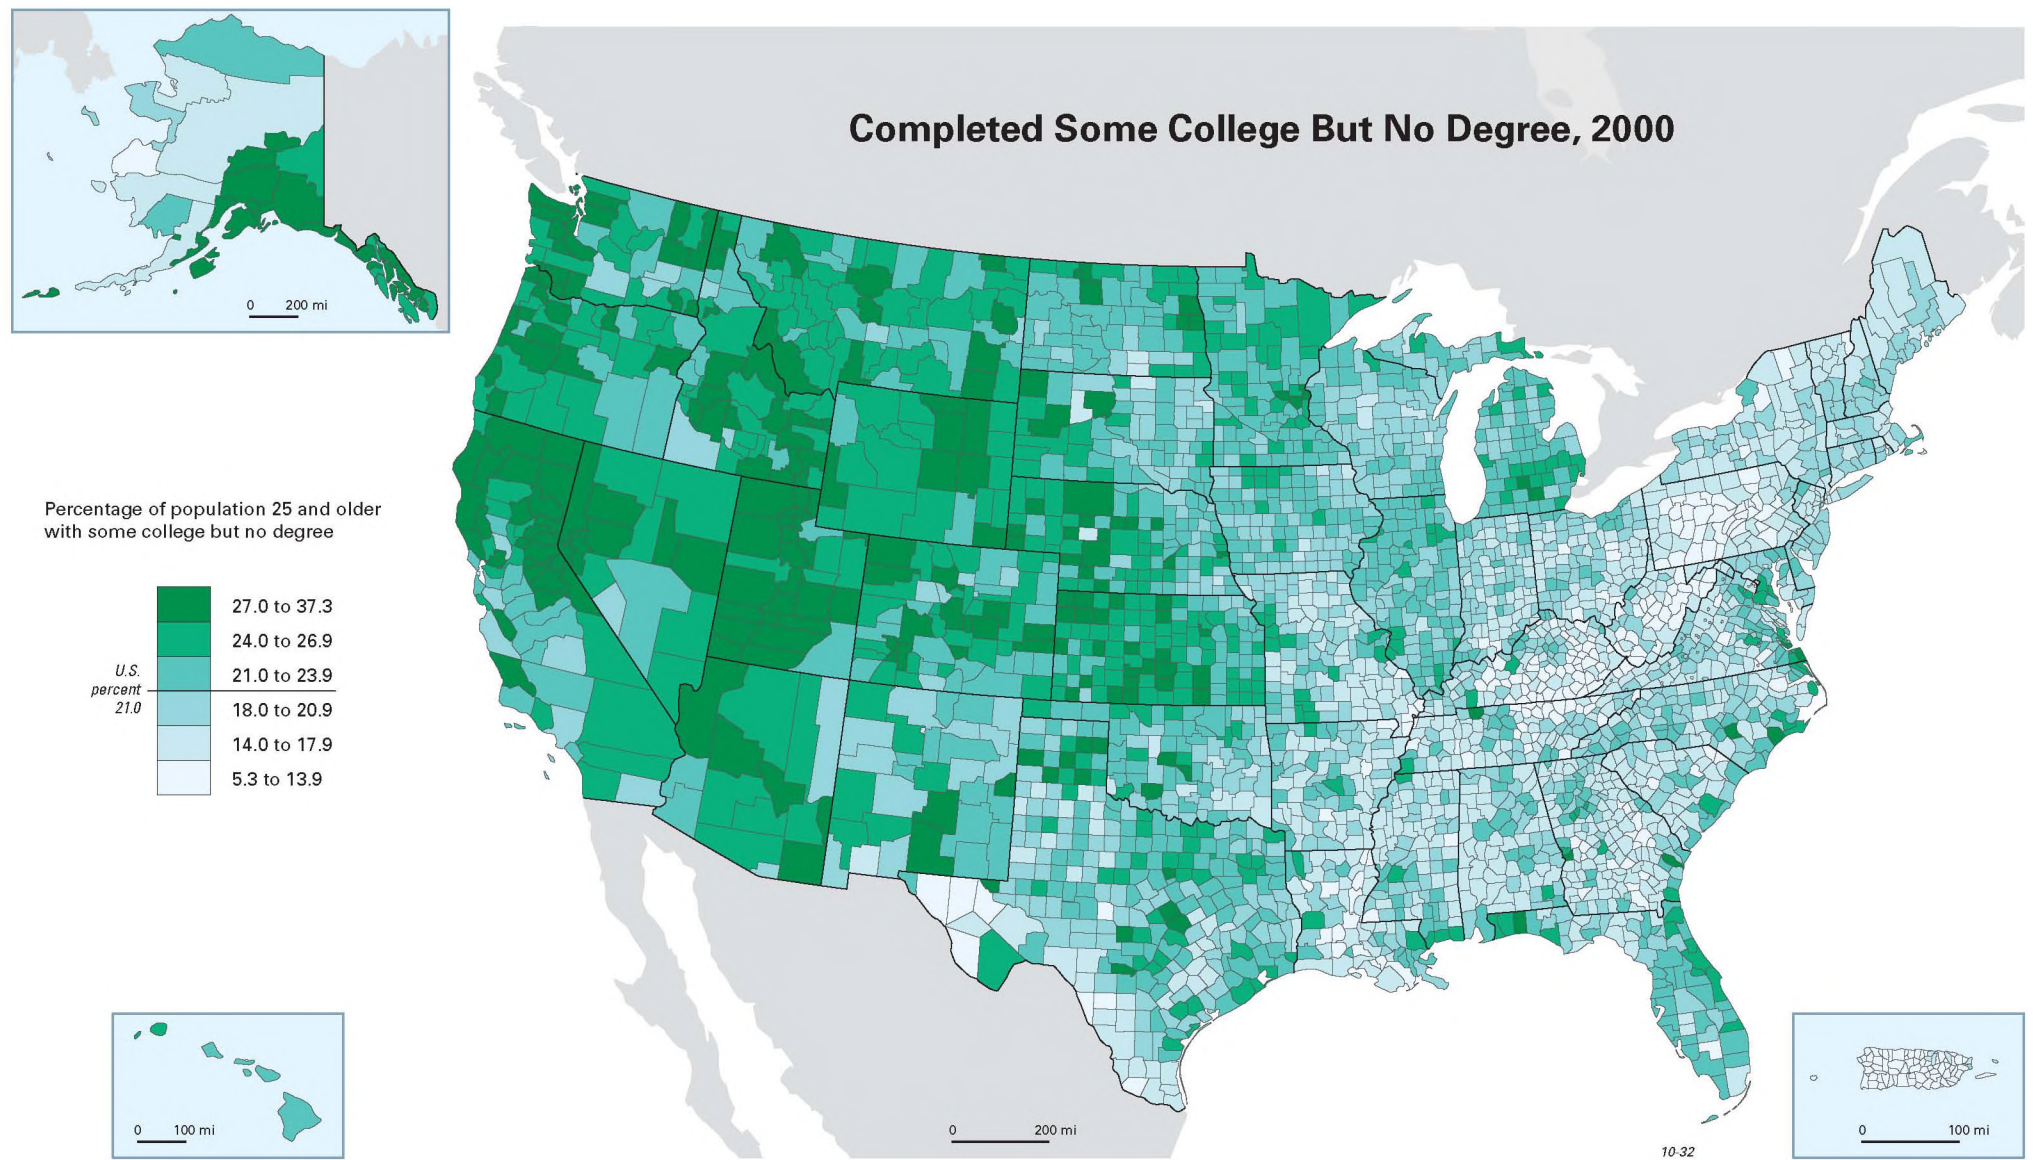 Completed Some College But No Degree, 2000
0 200 mi
Percentage of population 25 and older
with some college but no degree
27.0 to 37.3
24.0 to 26.9
21.0 to 23.9
U.S.
percent
21.0
18.0 to 20.9
14.0 to 17.9
5.3 to 13.9
0 100 mi
0 200 mi
0 100 mi
10-32